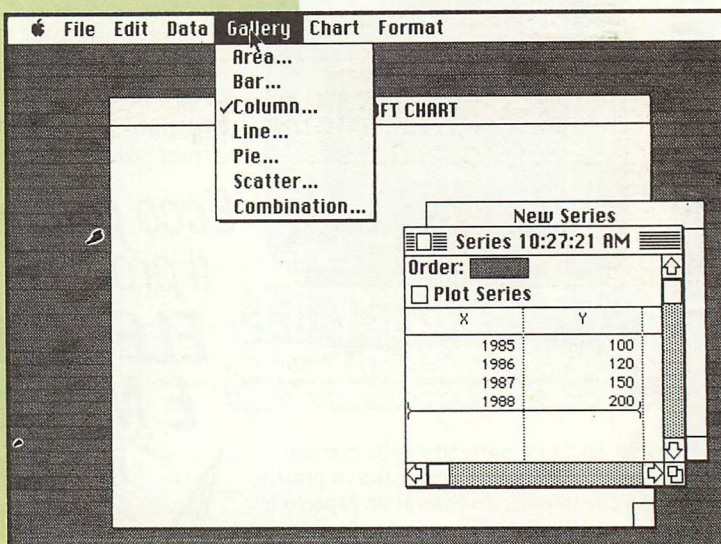 File Edit Data Gallery Chart Format
Area...
Bar...
✓Column...
Line...
Pie...
Scatter...
Combination...
OFT CHART
New Series
Series 10:27:21 AM
Order:
Plot Series
X Y
1985 100
1986 120
1987 150
1988 200